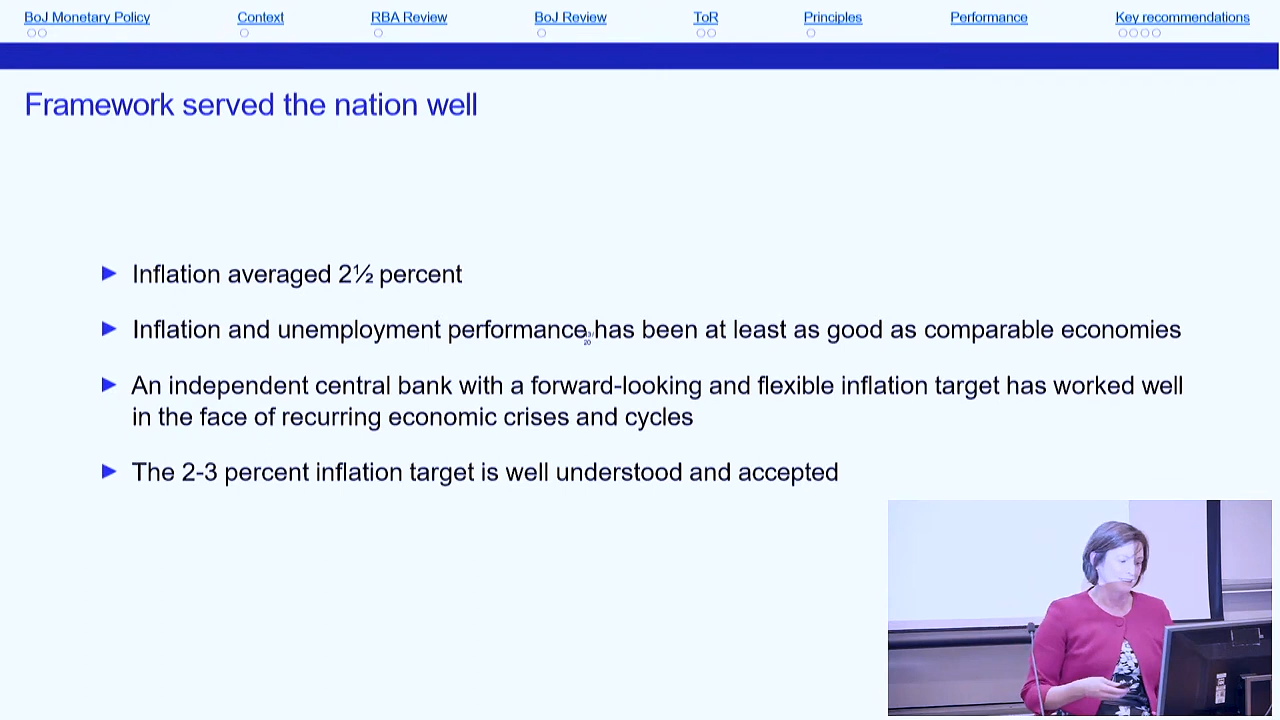 BoJ Monetary Policy Context RBA Review BoJ Review ToR Principles Performance Key recommendations
Framework served the nation well
Inflation averaged 2½ percent
Inflation and unemployment performance has been at least as good as comparable economies
An independent central bank with a forward-looking and flexible inflation target has worked well
in the face of recurring economic crises and cycles
The 2-3 percent inflation target is well understood and accepted